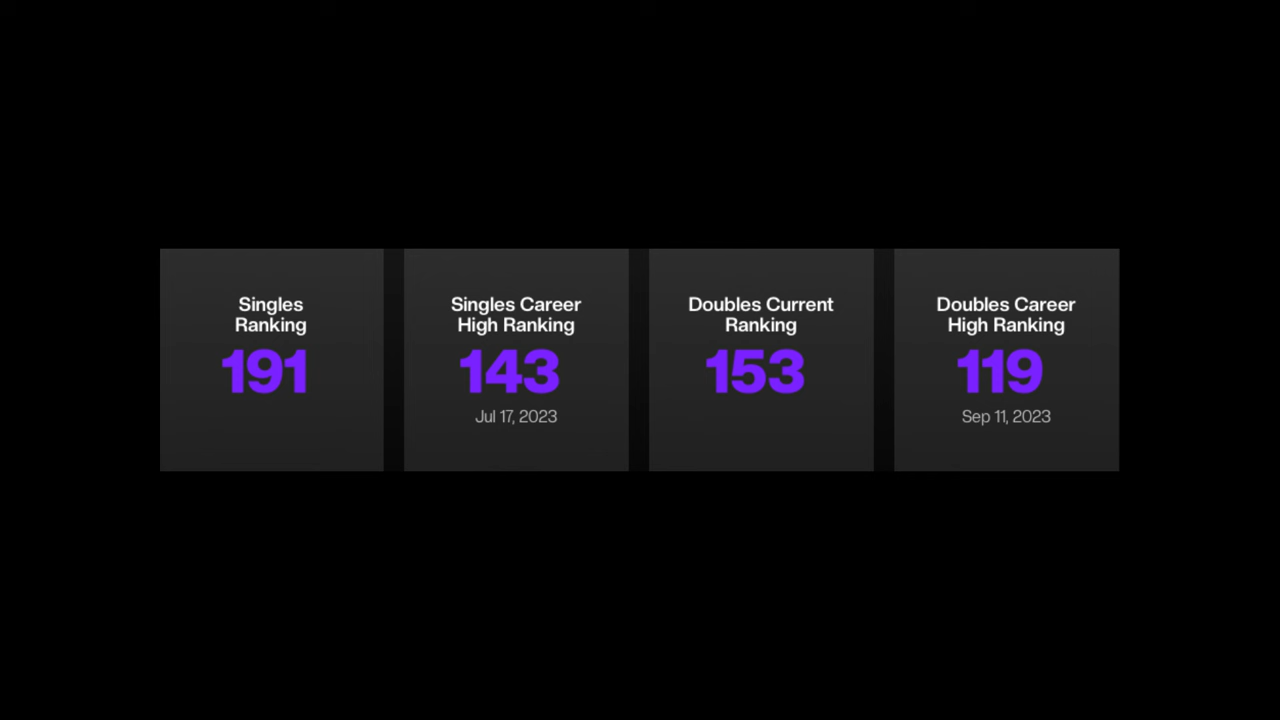 Singles
Ranking
191
Singles Career
High Ranking
143
Jul 17, 2023
Doubles Current
Ranking
153
Doubles Career
High Ranking
119
Sep 11, 2023